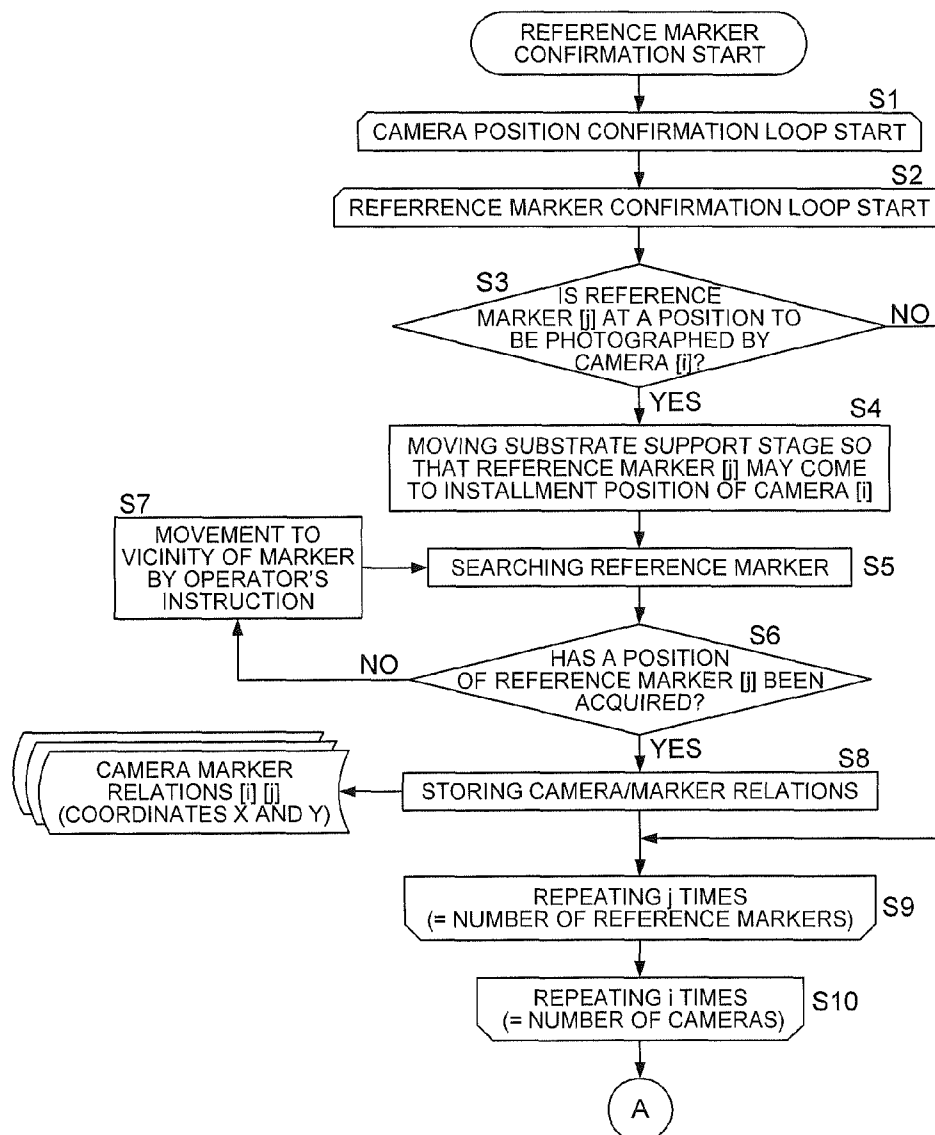 REFERENCE MARKER
CONFIRMATION START
S1
CAMERA POSITION CONFIRMATION LOOP START
S2
REFERRENCE MARKER CONFIRMATION LOOP START
S3
IS REFERENCE
MARKER [j] AT A POSITION TO
BE PHOTOGRAPHED BY
CAMERA [i]?
NO
YES
S4
MOVING SUBSTRATE SUPPORT STAGE SO
THAT REFERENCE MARKER [j] MAY COME
TO INSTALLMENT POSITION OF CAMERA [i]
S7
MOVEMENT TO
VICINITY OF MARKER
BY OPERATOR'S
INSTRUCTION
SEARCHING REFERENCE MARKER
S5
S6
HAS A POSITION
OF REFERENCE MARKER [j] BEEN
ACQUIRED?
NO
YES
S8
STORING CAMERA/MARKER RELATIONS
CAMERA MARKER
RELATIONS [i] [j]
(COORDINATES X AND Y)
REPEATING j TIMES
(= NUMBER OF REFERENCE MARKERS)
S9
REPEATING i TIMES
(= NUMBER OF CAMERAS)
S10
A